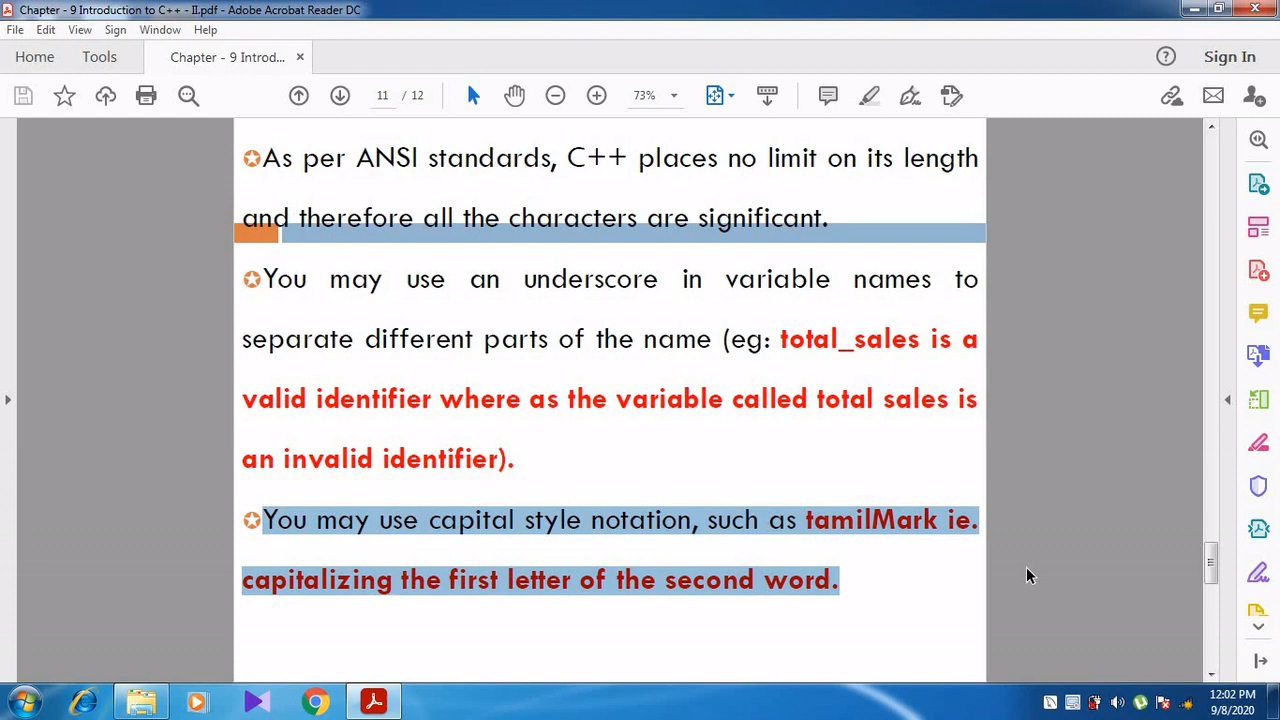 Chapter - 9 Introduction to C++ - II.pdf - Adobe Acrobat Reader DC
File Edit View Sign Window Help
Home Tools Chapter - 9 Introd... × Sign In
11 / 12 73%
As per ANSI standards, C++ places no limit on its length
and therefore all the characters are significant.
You may use an underscore in variable names to
separate different parts of the name (eg: total_sales is a
valid identifier where as the variable called total sales is
an invalid identifier).
You may use capital style notation, such as tamilMark ie.
capitalizing the first letter of the second word.
12:02 PM
9/8/2020